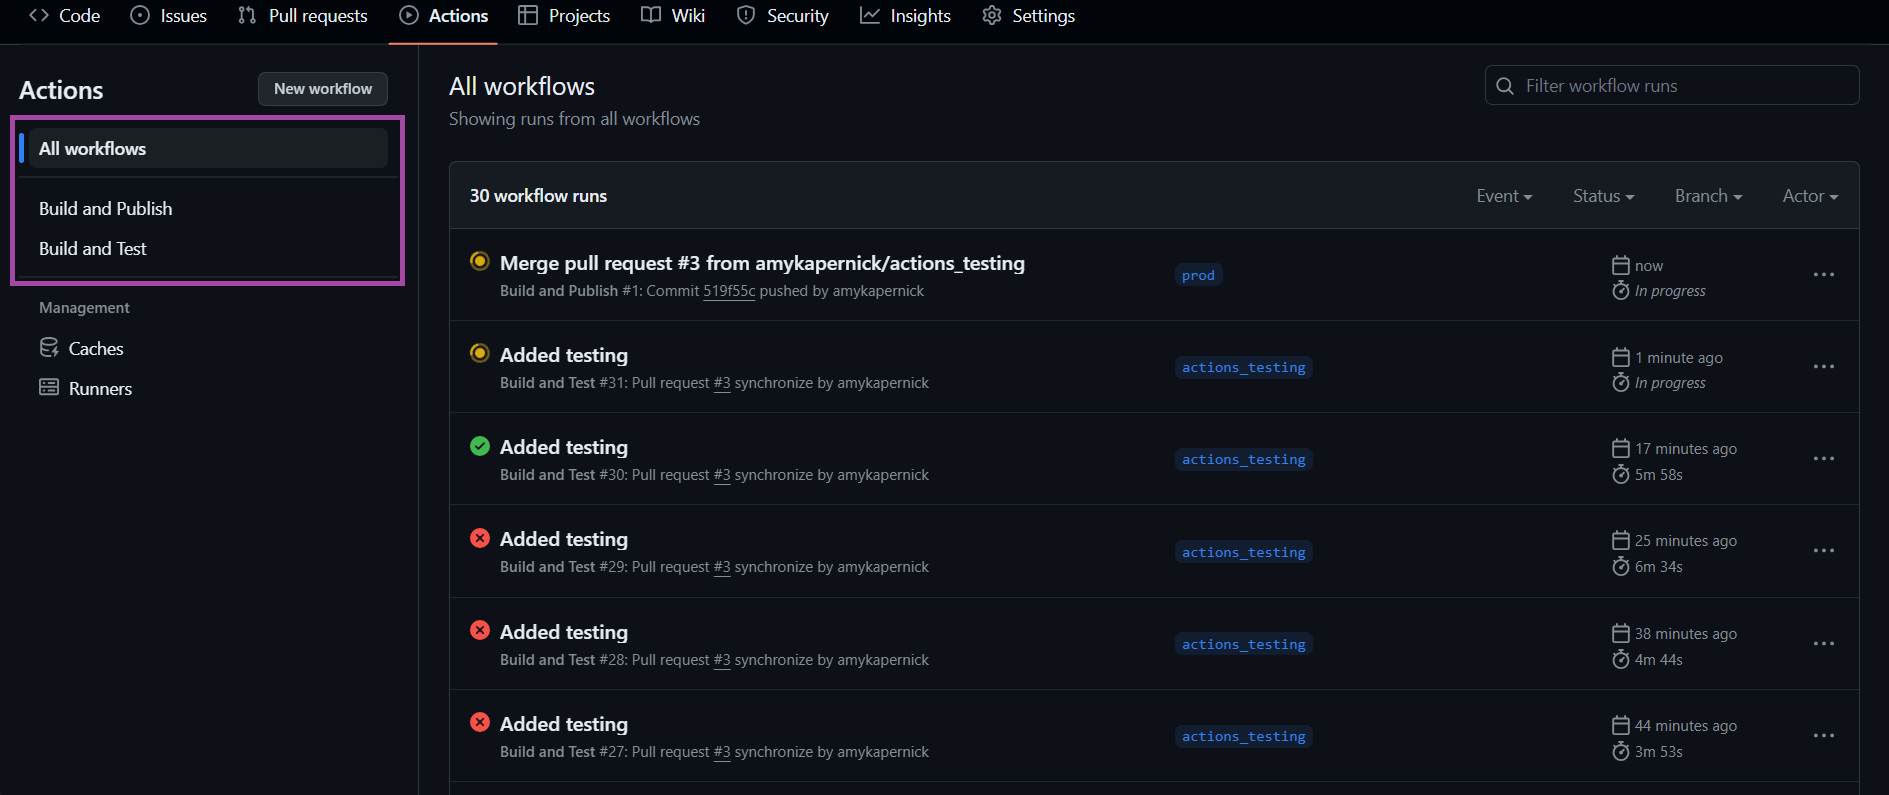 Code Issues Pull requests Actions Projects Wiki Security Insights Settings
Actions
New workflow
All workflows
Build and Publish
Build and Test
Management
Caches
Runners
All workflows
Showing runs from all workflows
Filter workflow runs
30 workflow runs
Event Status Branch Actor
Merge pull request #3 from amykapernick/actions_testing
Build and Publish #1: Commit 519f55c pushed by amykapernick
prod
now
In progress
Added testing
Build and Test #31: Pull request #3 synchronize by amykapernick
actions_testing
1 minute ago
In progress
Added testing
Build and Test #30: Pull request #3 synchronize by amykapernick
actions_testing
17 minutes ago
5m 58s
Added testing
Build and Test #29: Pull request #3 synchronize by amykapernick
actions_testing
25 minutes ago
6m 34s
Added testing
Build and Test #28: Pull request #3 synchronize by amykapernick
actions_testing
38 minutes ago
4m 44s
Added testing
Build and Test #27: Pull request #3 synchronize by amykapernick
actions_testing
44 minutes ago
3m 53s